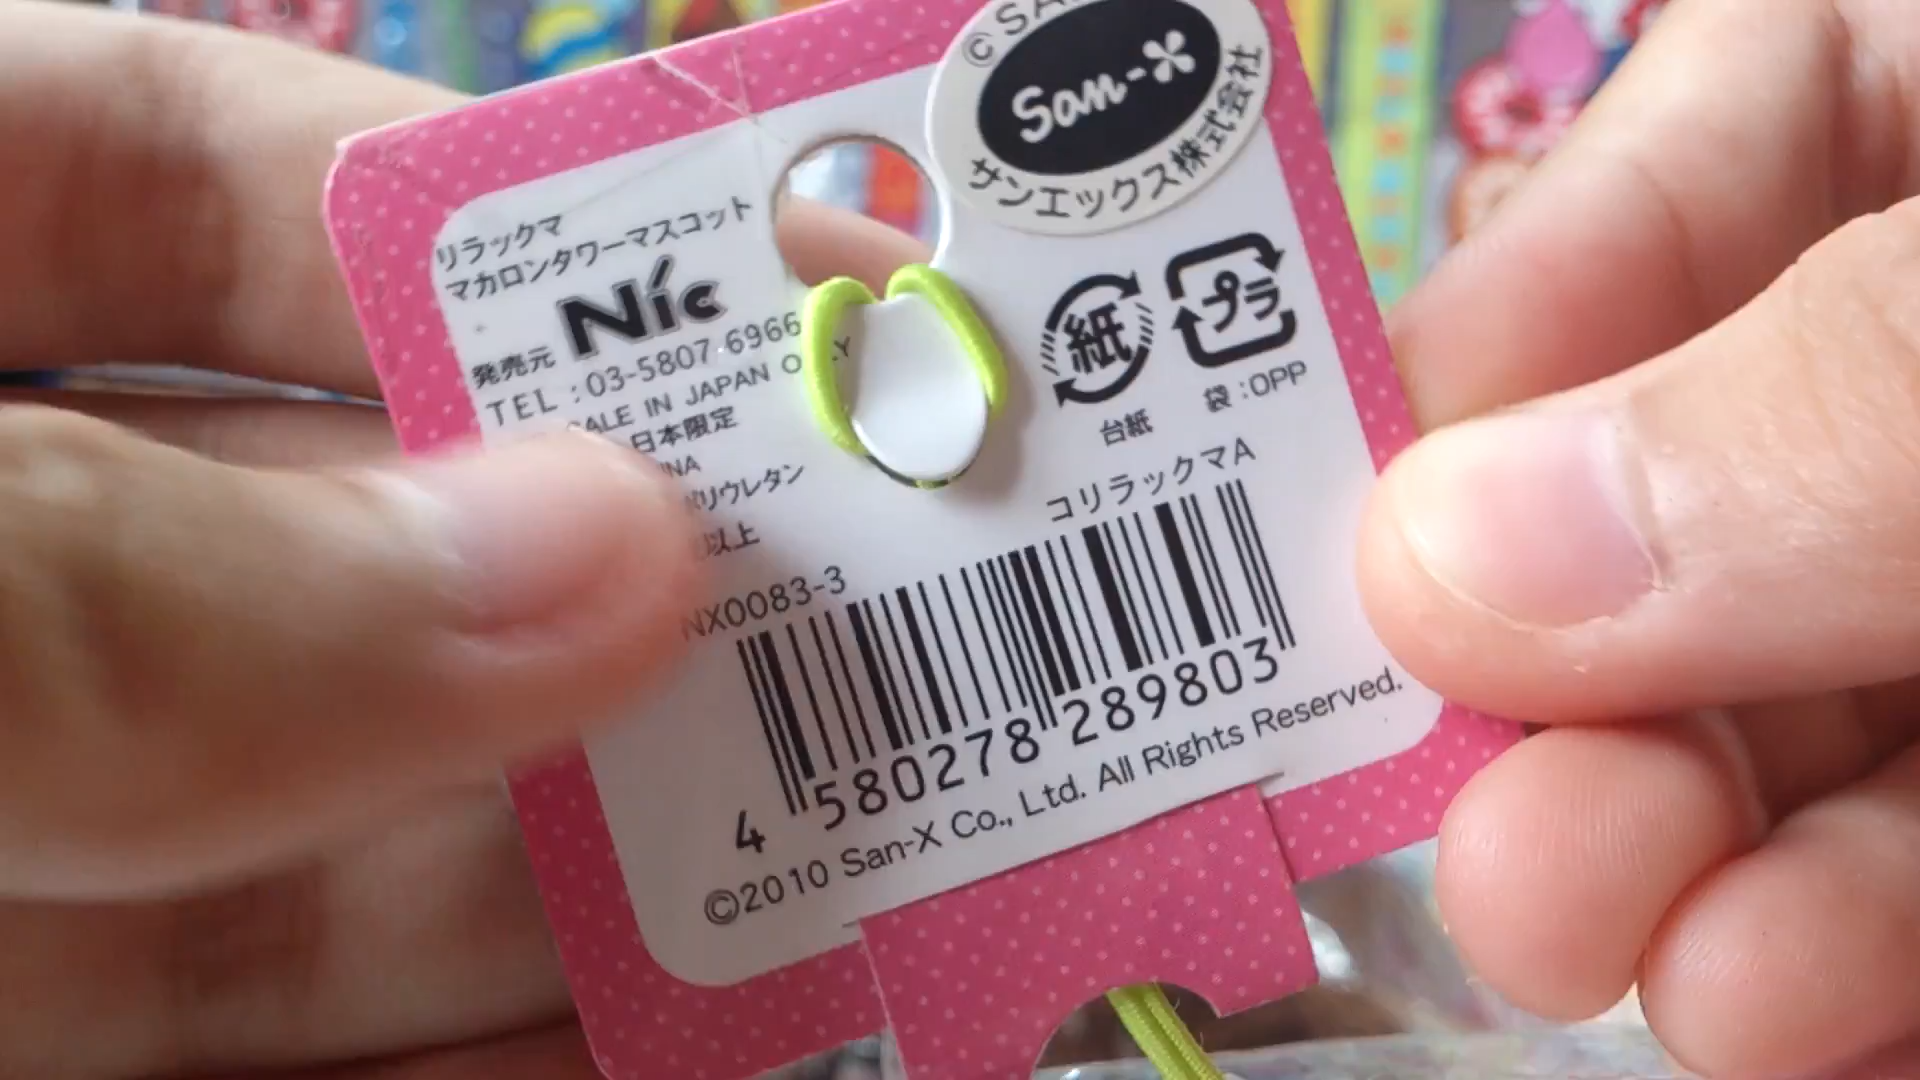 © SA
San-X
サンエックス株式会社
リラックマ
マカロンタワーマスコット
発売元 Nic
TEL:03-5807-6966
SALE IN JAPAN
日本限定
ポリウレタン
以上
紙
台紙
プラ
袋:OPP
コリラックマA
NX0083-3
4 580278 289803
©2010 San-X Co., Ltd. All Rights Reserved.